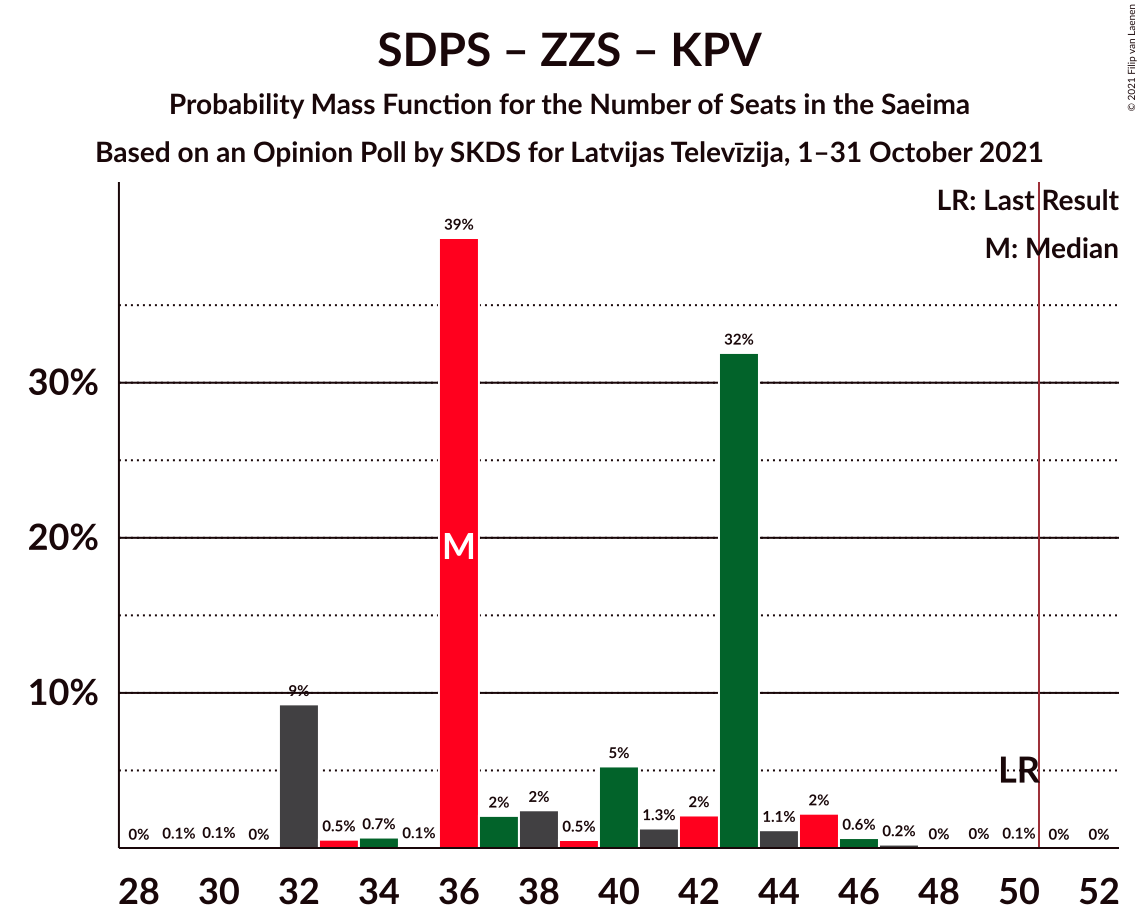 SDPS – ZZS – KPV
Probability Mass Function for the Number of Seats in the Saeima
Based on an Opinion Poll by SKDS for Latvijas Televīzija, 1–31 October 2021
© 2021 Filip van Laenen
LR: Last Result
M: Median
39%
32%
30%
M
20%
9%
10%
5%
LR
0% 0.1% 0.1% 0% 0.5% 0.7% 0.1% 2% 2% 0.5% 1.3% 2% 1.1% 2% 0.6% 0.2% 0% 0% 0.1% 0% 0%
28 30 32 34 36 38 40 42 44 46 48 50 52